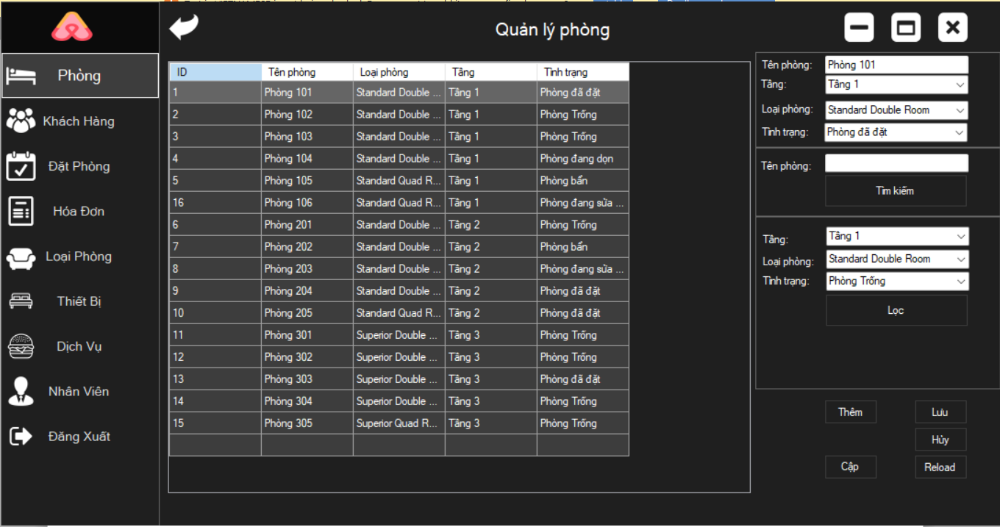 Quản lý phòng
Phòng
Khách Hàng
Đặt Phòng
Hóa Đơn
Loại Phòng
Thiết Bị
Dịch Vụ
Nhân Viên
Đăng Xuất
ID Tên phòng Loại phòng Tầng Tình trạng
1 Phòng 101 Standard Double ... Tầng 1 Phòng đã đặt
2 Phòng 102 Standard Double ... Tầng 1 Phòng Trống
3 Phòng 103 Standard Double ... Tầng 1 Phòng Trống
4 Phòng 104 Standard Double ... Tầng 1 Phòng đang dọn
5 Phòng 105 Standard Quad R... Tầng 1 Phòng bẩn
16 Phòng 106 Standard Quad R... Tầng 1 Phòng đang sửa ...
6 Phòng 201 Standard Double ... Tầng 2 Phòng Trống
7 Phòng 202 Standard Double ... Tầng 2 Phòng bẩn
8 Phòng 203 Standard Double ... Tầng 2 Phòng đang sửa ...
9 Phòng 204 Standard Double ... Tầng 2 Phòng đã đặt
10 Phòng 205 Standard Quad R... Tầng 2 Phòng đã đặt
11 Phòng 301 Superior Double ... Tầng 3 Phòng Trống
12 Phòng 302 Superior Double ... Tầng 3 Phòng Trống
13 Phòng 303 Superior Double ... Tầng 3 Phòng đã đặt
14 Phòng 304 Superior Double ... Tầng 3 Phòng Trống
15 Phòng 305 Superior Quad R... Tầng 3 Phòng Trống
Tên phòng: Phòng 101
Tầng: Tầng 1
Loại phòng: Standard Double Room
Tình trạng: Phòng đã đặt
Tên phòng:
Tìm kiếm
Tầng: Tầng 1
Loại phòng: Standard Double Room
Tình trạng: Phòng Trống
Lọc
Thêm Lưu
Hủy
Cập Reload